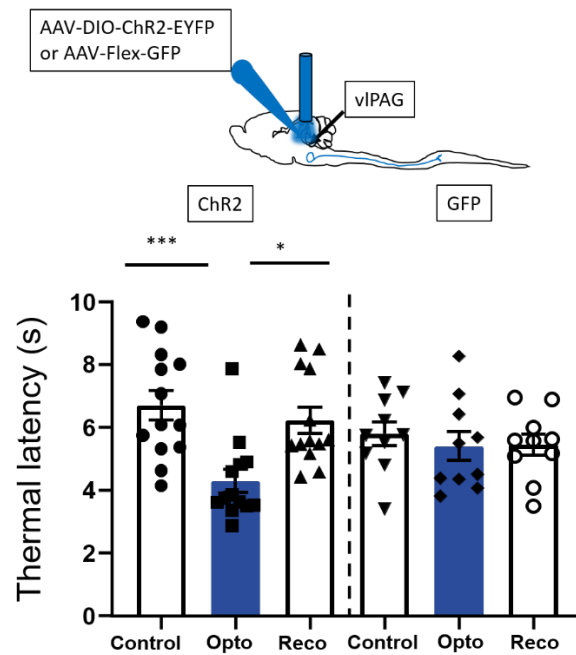 AAV-DIO-ChR2-EYFP
or AAV-Flex-GFP
vlPAG
ChR2
GFP
***
*
Thermal latency (s)
10
8
6
4
2
0
Control
Opto
Reco
Control
Opto
Reco